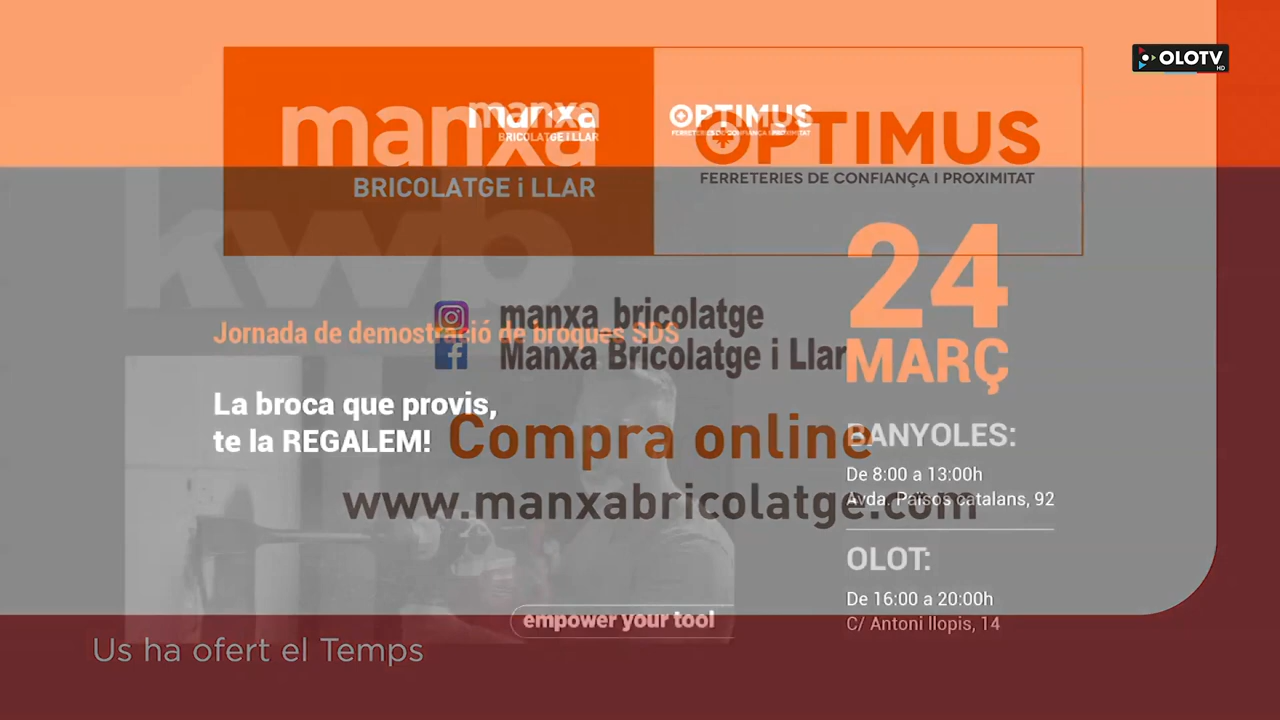 OLOTV
HD
manxa
BRICOLATGE i LLAR
manxa
BRICOLATGE I LLAR
OPTIMUS
FERRETERIES DE CONFIANÇA I PROXIMITAT
OPTIMUS
FERRETERIES DE CONFIANÇA I PROXIMITAT
kwb
24
MARÇ
manxa_bricolatge
Manxa Bricolatge i Llar
Jornada de demostració de broques SDS
La broca que provis,
te la REGALEM!
Compra online
www.manxabricolatge.com
BANYOLES:
De 8:00 a 13:00h
Avda. Països catalans, 92
OLOT:
De 16:00 a 20:00h
C/ Antoni llopis, 14
empower your tool
Us ha ofert el Temps